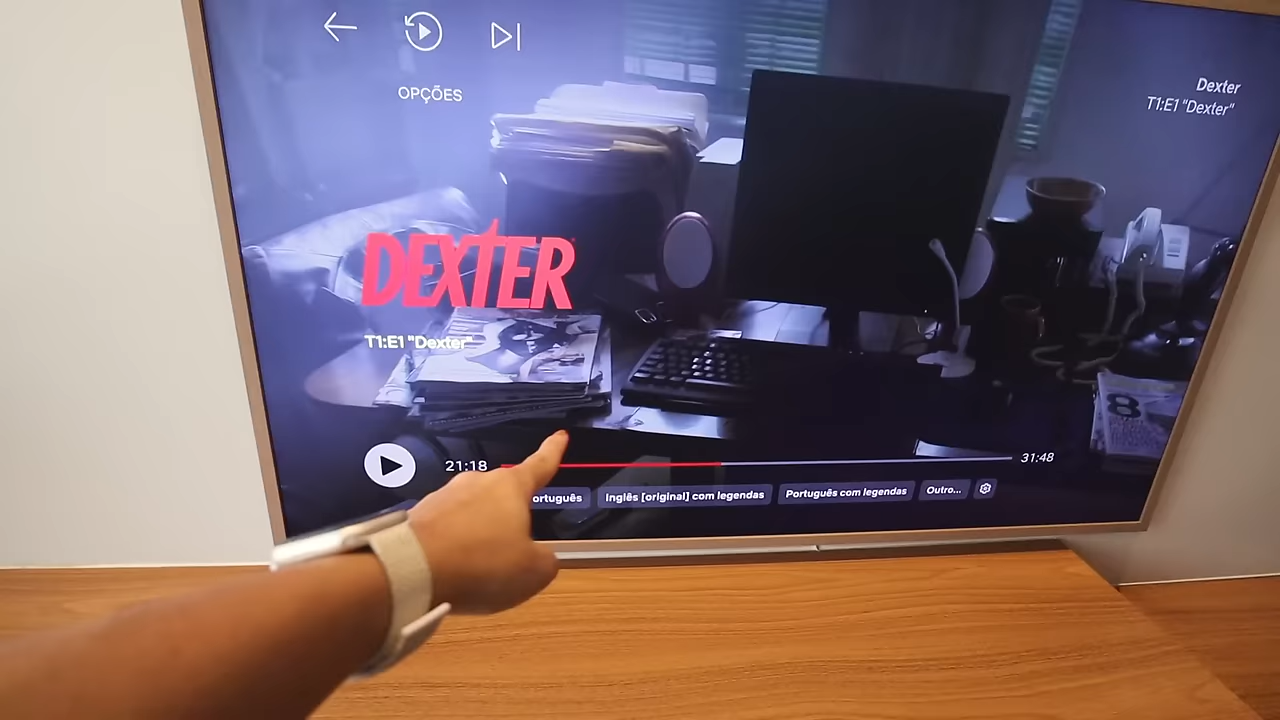 OPÇÕES
Dexter
T1:E1 "Dexter"
DEXTER
T1:E1 "Dexter"
21:18
31:48
ortuguês
Inglês [original] com legendas
Português com legendas
Outro...
8